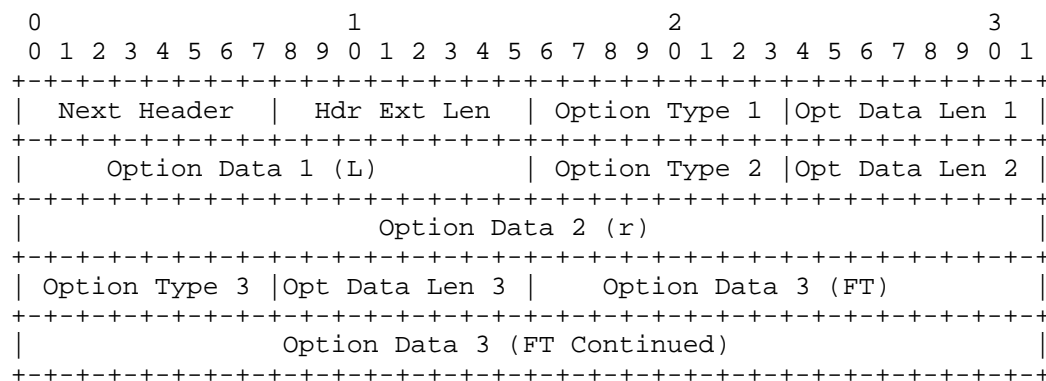 0                   1                   2                   3
 0 1 2 3 4 5 6 7 8 9 0 1 2 3 4 5 6 7 8 9 0 1 2 3 4 5 6 7 8 9 0 1
+-+-+-+-+-+-+-+-+-+-+-+-+-+-+-+-+-+-+-+-+-+-+-+-+-+-+-+-+-+-+-+-+
|  Next Header  |  Hdr Ext Len  | Option Type 1 |Opt Data Len 1 |
+-+-+-+-+-+-+-+-+-+-+-+-+-+-+-+-+-+-+-+-+-+-+-+-+-+-+-+-+-+-+-+-+
|     Option Data 1 (L)         | Option Type 2 |Opt Data Len 2 |
+-+-+-+-+-+-+-+-+-+-+-+-+-+-+-+-+-+-+-+-+-+-+-+-+-+-+-+-+-+-+-+-+
|                      Option Data 2 (r)                        |
+-+-+-+-+-+-+-+-+-+-+-+-+-+-+-+-+-+-+-+-+-+-+-+-+-+-+-+-+-+-+-+-+
| Option Type 3 |Opt Data Len 3 |    Option Data 3 (FT)         |
+-+-+-+-+-+-+-+-+-+-+-+-+-+-+-+-+-+-+-+-+-+-+-+-+-+-+-+-+-+-+-+-+
|                Option Data 3 (FT Continued)                   |
+-+-+-+-+-+-+-+-+-+-+-+-+-+-+-+-+-+-+-+-+-+-+-+-+-+-+-+-+-+-+-+-+